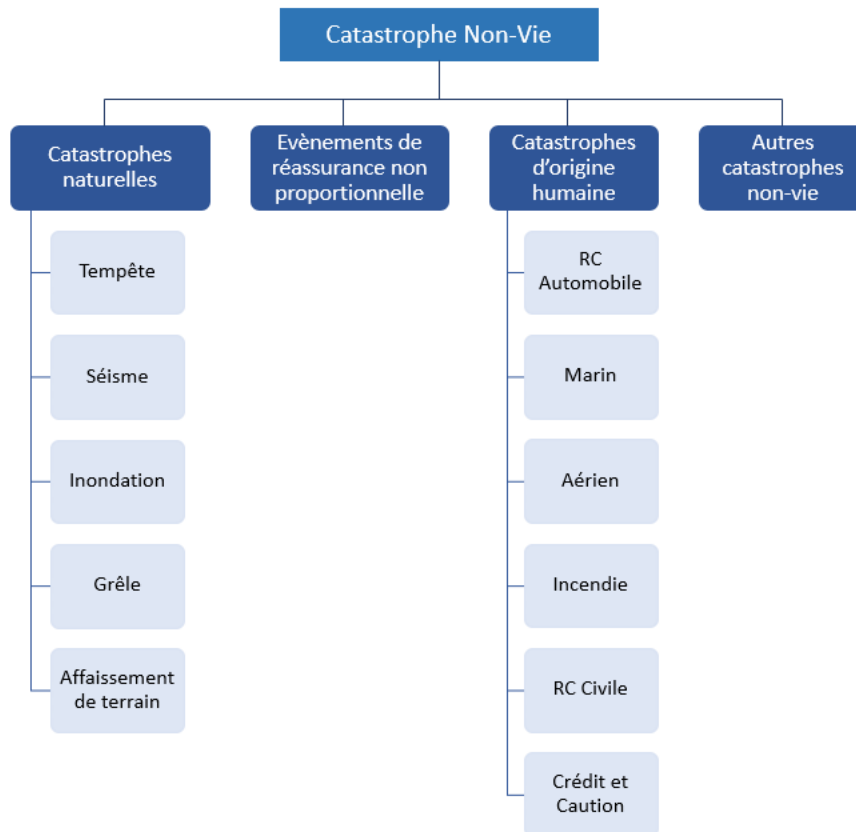 Catastrophe Non-Vie
Catastrophes
naturelles
Evènements de
réassurance non
proportionnelle
Catastrophes
d’origine
humaine
Autres
catastrophes
non-vie
Tempête
Séisme
Inondation
Grêle
Affaissement
de terrain
RC
Automobile
Marin
Aérien
Incendie
RC Civile
Crédit et
Caution